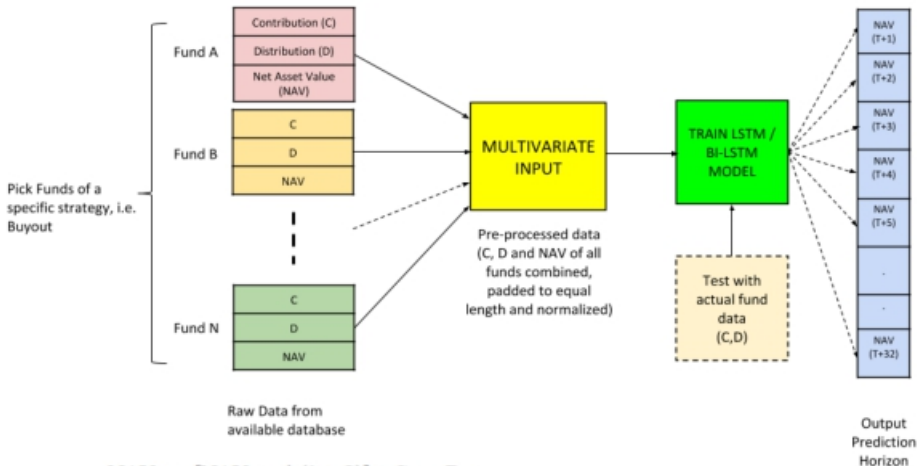 Pick Funds of a
specific strategy, i.e.
Buyout
Fund A
Contribution (C)
Distribution (D)
Net Asset Value
(NAV)
Fund B
C
D
NAV
Fund N
C
D
NAV
Raw Data from
available database
MULTIVARIATE
INPUT
Pre-processed data
(C, D and NAV of all
funds combined,
padded to equal
length and normalized)
TRAIN LSTM /
BI-LSTM
MODEL
Test with
actual fund
data
(C,D)
NAV
(T+1)
NAV
(T+2)
NAV
(T+3)
NAV
(T+4)
NAV
(T+5)
.
.
NAV
(T+32)
Output
Prediction
Horizon